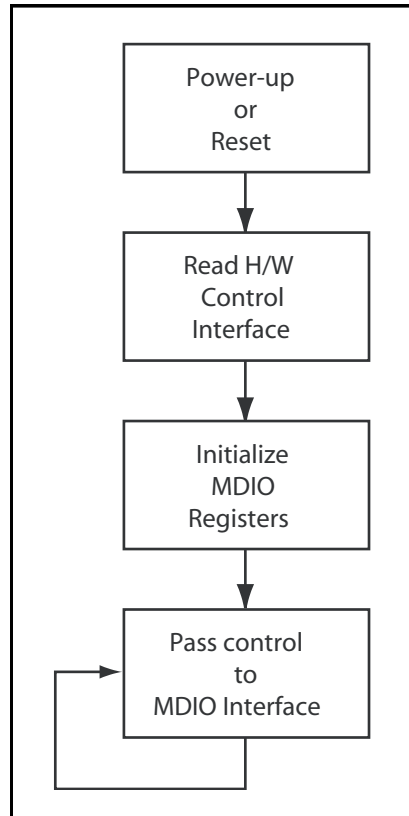 Power-up
or
Reset
Read H/W
Control
Interface
Initialize
MDIO
Registers
Pass control
to
MDIO Interface